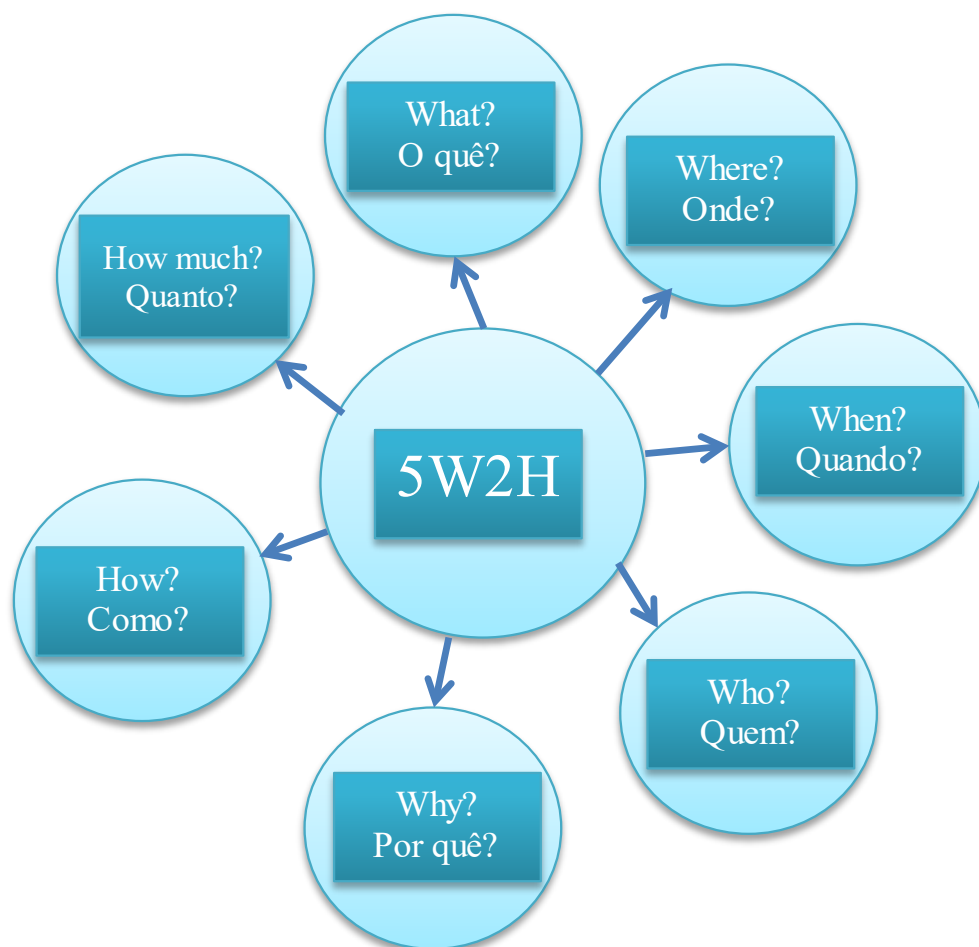 What?
O quê?
Where?
Onde?
How much?
Quanto?
When?
Quando?
5W2H
How?
Como?
Who?
Quem?
Why?
Por quê?